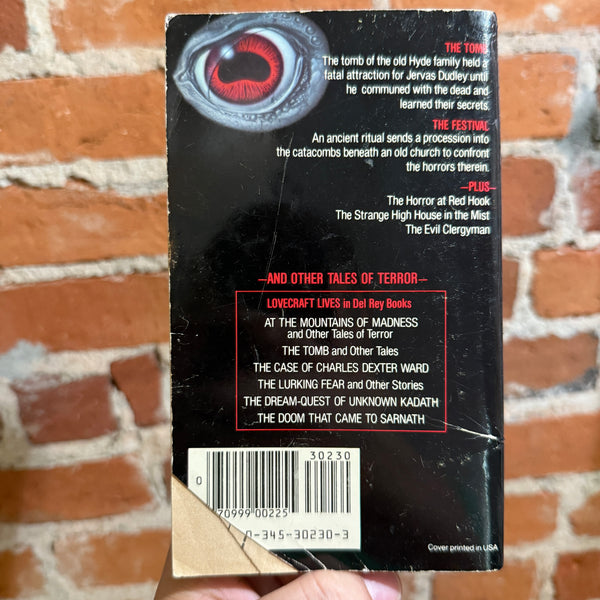 THE TOMB
The tomb of the old Hyde family held a
fatal attraction for Jervas Dudley until
he communed with the dead and
learned their secrets.
THE FESTIVAL
An ancient ritual sends a procession into
the catacombs beneath an old church to confront
the horrors therein.
—PLUS—
The Horror at Red Hook
The Strange High House in the Mist
The Evil Clergyman
—AND OTHER TALES OF TERROR—
LOVECRAFT LIVES in Del Rey Books
AT THE MOUNTAINS OF MADNESS
and Other Tales of Terror
THE TOMB and Other Tales
THE CASE OF CHARLES DEXTER WARD
THE LURKING FEAR and Other Stories
THE DREAM-QUEST OF UNKNOWN KADATH
THE DOOM THAT CAME TO SARNATH
30230
0
70999 00225
0-345-30230-3
Cover printed in USA